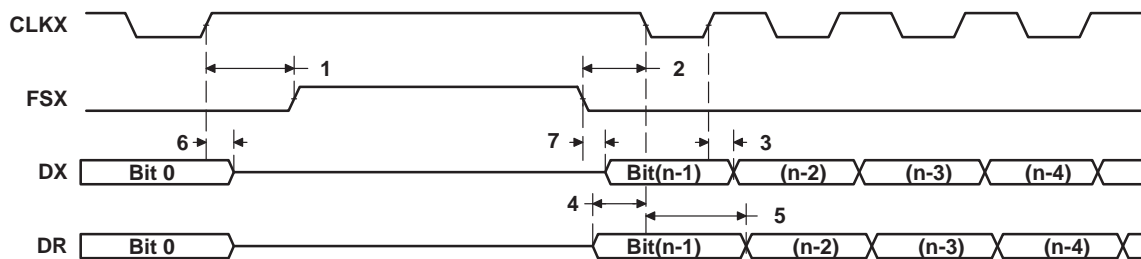 CLKX
1 2
FSX
6 7 3
DX Bit 0 Bit(n-1) (n-2) (n-3) (n-4)
4 5
DR Bit 0 Bit(n-1) (n-2) (n-3) (n-4)